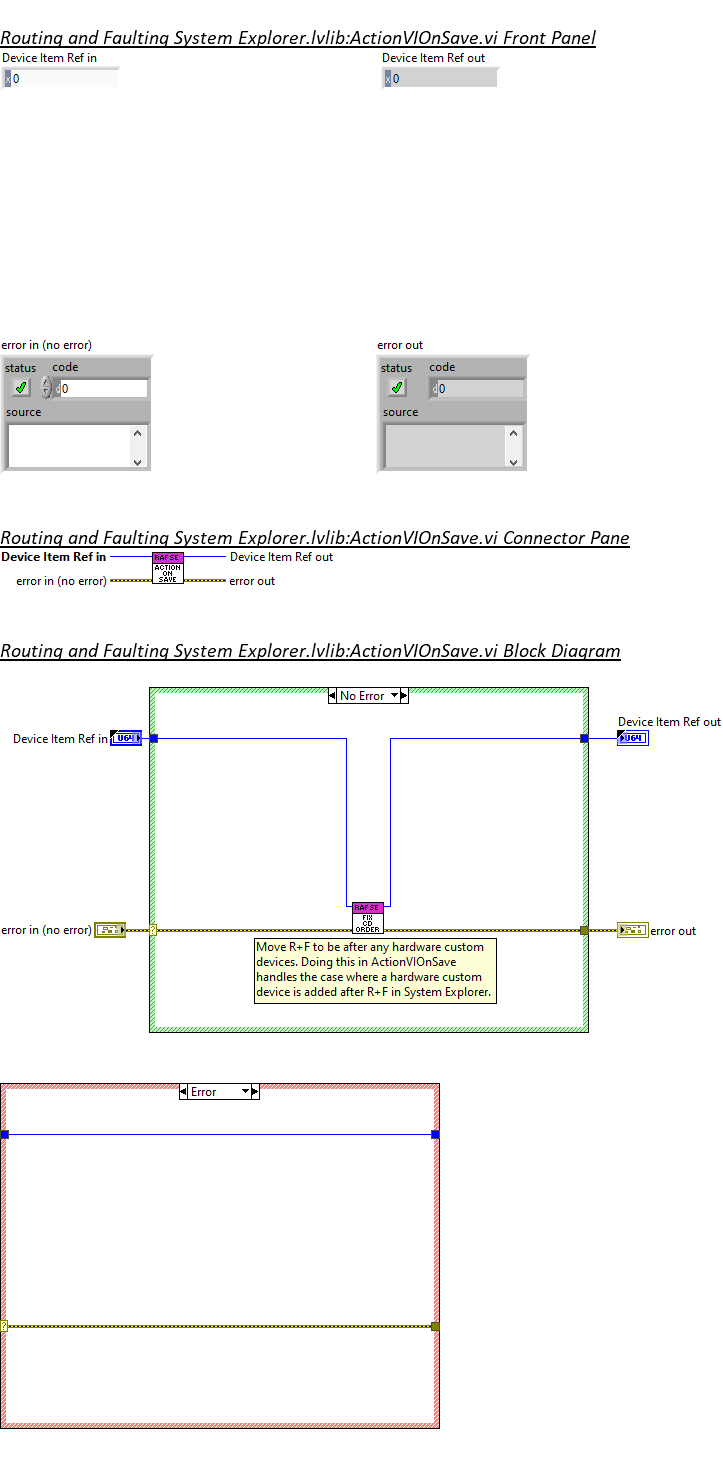 Routing and Faulting System Explorer.lvlib:ActionVIOnSave.vi Front Panel
Device Item Ref in
Device Item Ref out
x 0
x 0
error in (no error)
error out
status code
status code
d 0
d 0
source
source
Routing and Faulting System Explorer.lvlib:ActionVIOnSave.vi Connector Pane
Device Item Ref in
RAF SE
Device Item Ref out
ACTION
ON
SAVE
error in (no error)
error out
Routing and Faulting System Explorer.lvlib:ActionVIOnSave.vi Block Diagram
No Error
Device Item Ref out
Device Item Ref in
U64
U64
RAF SE
FIX
CD
ORDER
error in (no error)
?
error out
Move R+F to be after any hardware custom
devices. Doing this in ActionVIOnSave
handles the case where a hardware custom
device is added after R+F in System Explorer.
Error
?